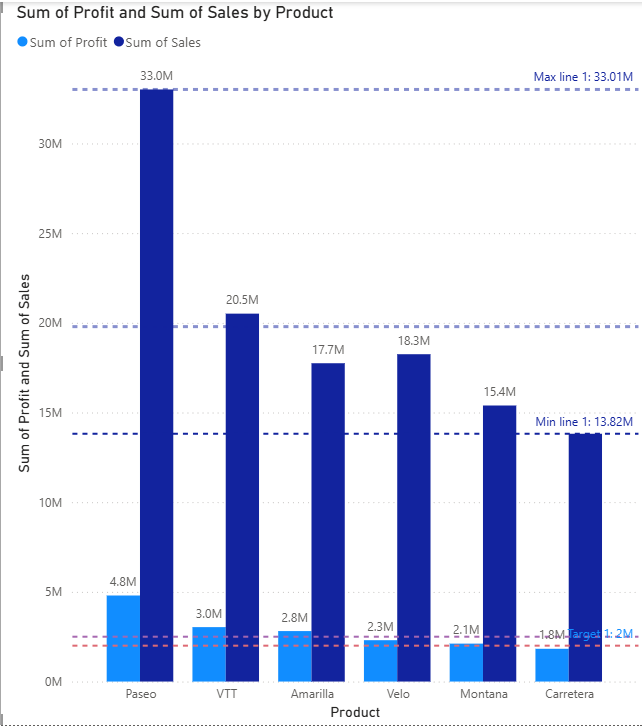 Sum of Profit and Sum of Sales by Product
Sum of Profit Sum of Sales
33.0M
Max line 1: 33.01M
30M
25M
20.5M
20M
18.3M
17.7M
15.4M
15M
Min line 1: 13.82M
10M
5M
4.8M
3.0M
2.8M
2.3M
2.1M
1.8M
Target 1: 2M
0M
Sum of Profit and Sum of Sales
Paseo VTT Amarilla Velo Montana Carretera
Product